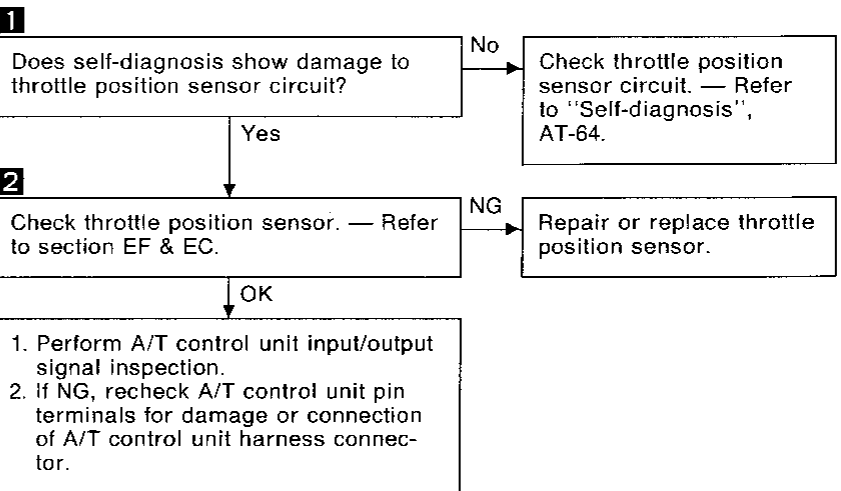 1
Does self-diagnosis show damage to
throttle position sensor circuit?
No
Check throttle position
sensor circuit. — Refer
to "Self-diagnosis",
AT-64.
Yes
2
Check throttle position sensor. — Refer
to section EF & EC.
NG
Repair or replace throttle
position sensor.
OK
1. Perform A/T control unit input/output
signal inspection.
2. If NG, recheck A/T control unit pin
terminals for damage or connection
of A/T control unit harness connec-
tor.